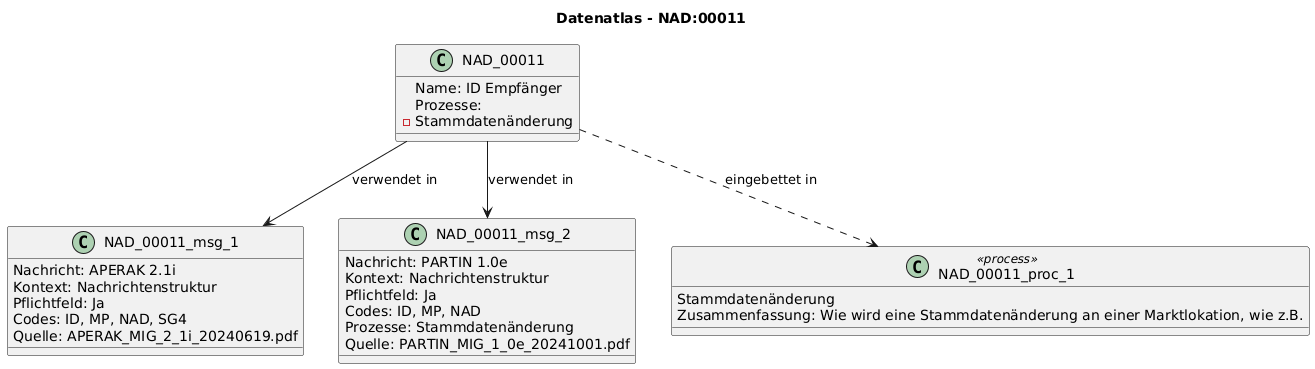 Datenatlas - NAD:00011
C NAD_00011
Name: ID Empfänger
Prozesse:
Stammdatenänderung
verwendet in
verwendet in
eingebettet in
C NAD_00011_msg_1
Nachricht: APERAK 2.1i
Kontext: Nachrichtenstruktur
Pflichtfeld: Ja
Codes: ID, MP, NAD, SG4
Quelle: APERAK_MIG_2_1i_20240619.pdf
C NAD_00011_msg_2
Nachricht: PARTIN 1.0e
Kontext: Nachrichtenstruktur
Pflichtfeld: Ja
Codes: ID, MP, NAD
Prozesse: Stammdatenänderung
Quelle: PARTIN_MIG_1_0e_20241001.pdf
«process»
C NAD_00011_proc_1
Stammdatenänderung
Zusammenfassung: Wie wird eine Stammdatenänderung an einer Marktlokation, wie z.B.